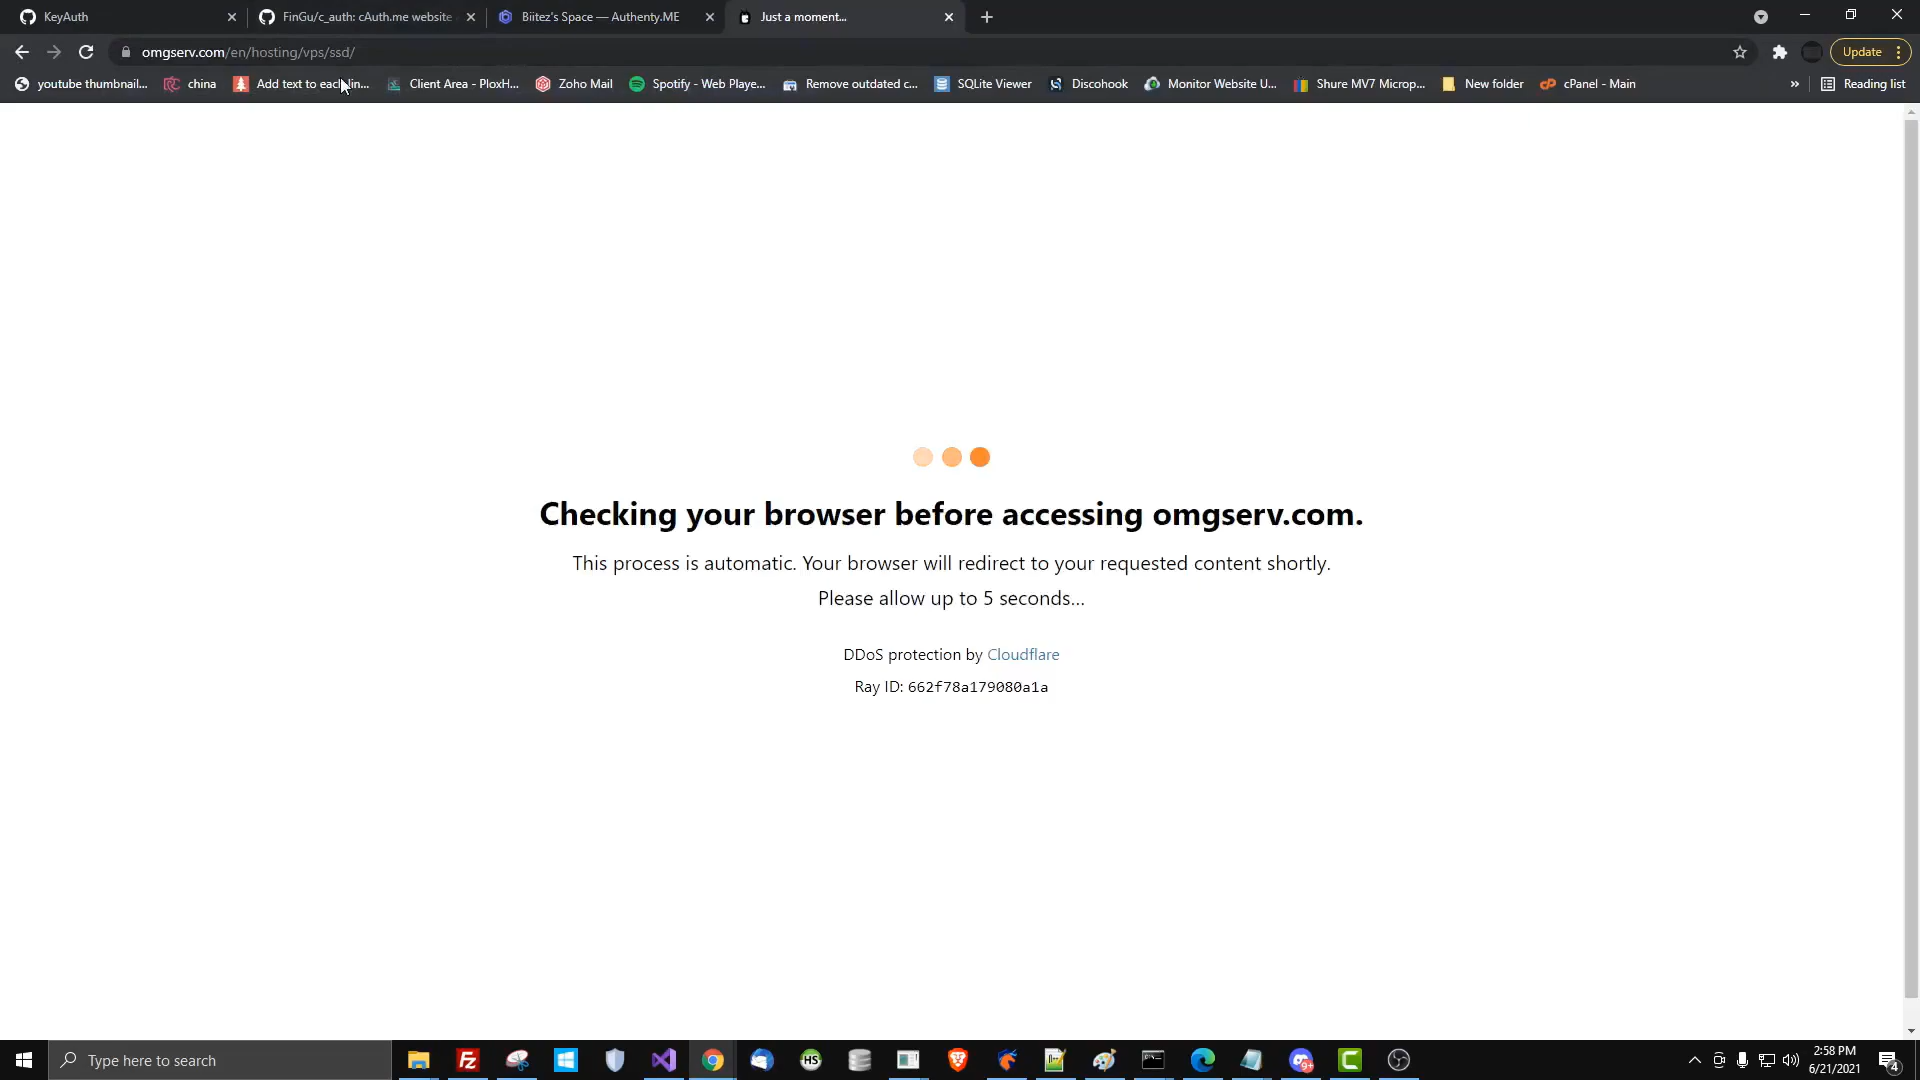 KeyAuth
FinGu/c_auth: cAuth.me website
Biitez's Space — Authenty.ME
Just a moment...
omgserv.com/en/hosting/vps/ssd/
Update
youtube thumbnail...
china
Add text to each lin...
Client Area - PloxH...
Zoho Mail
Spotify - Web Playe...
Remove outdated c...
SQLite Viewer
Discohook
Monitor Website U...
Shure MV7 Microp...
New folder
cPanel - Main
»
Reading list
Checking your browser before accessing omgserv.com.
This process is automatic. Your browser will redirect to your requested content shortly.
Please allow up to 5 seconds...
DDoS protection by Cloudflare
Ray ID: 662f78a179080a1a
Type here to search
FZ
HS
9+
2:58 PM
6/21/2021
4